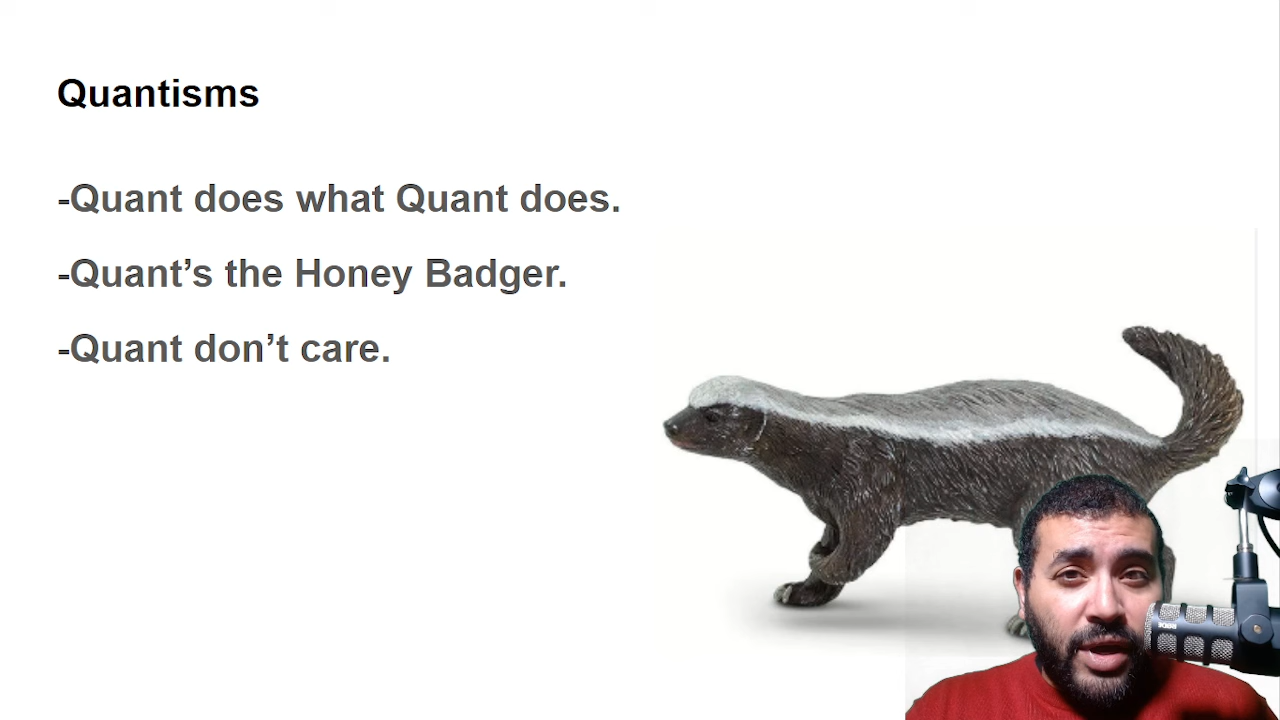 Quantisms
-Quant does what Quant does.
-Quant’s the Honey Badger.
-Quant don’t care.